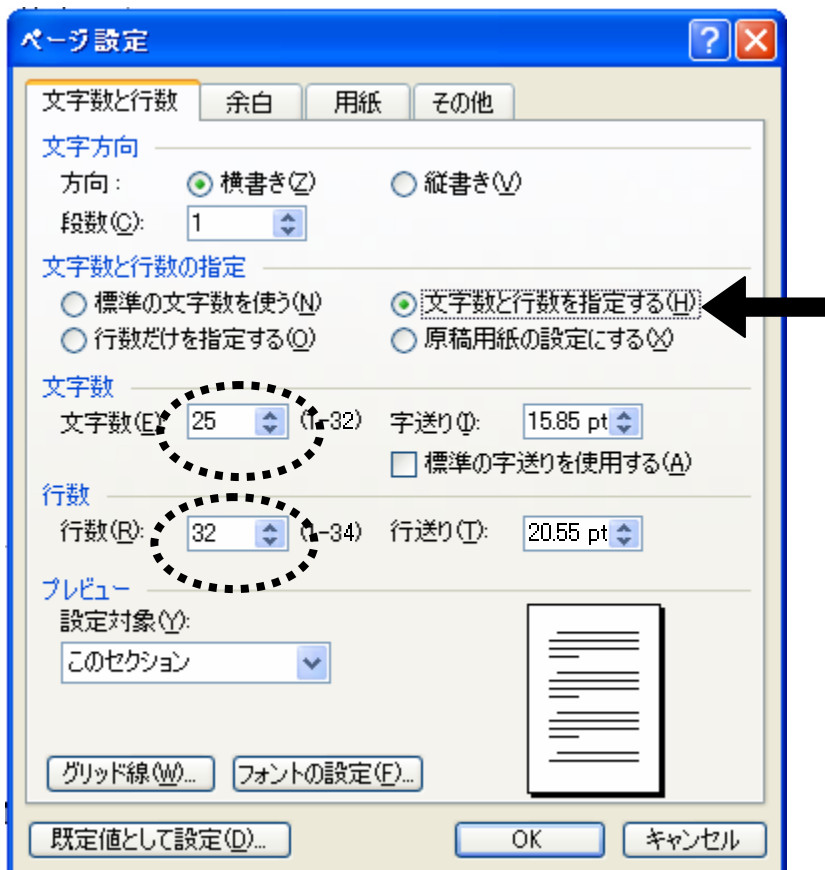 ページ設定
文字数と行数 余白 用紙 その他
文字方向
方向: 横書き(Z) 縦書き(V)
段数(C): 1
文字数と行数の指定
標準の文字数を使う(N) 文字数と行数を指定する(H)
行数だけを指定する(O) 原稿用紙の設定にする(X)
文字数
文字数(E) 25 (1-32) 字送り(I): 15.85 pt
標準の字送りを使用する(A)
行数
行数(R): 32 (1-34) 行送り(T): 20.55 pt
プレビュー
設定対象(Y):
このセクション
グリッド線(W)... フォントの設定(F)...
既定値として設定(D)... OK キャンセル